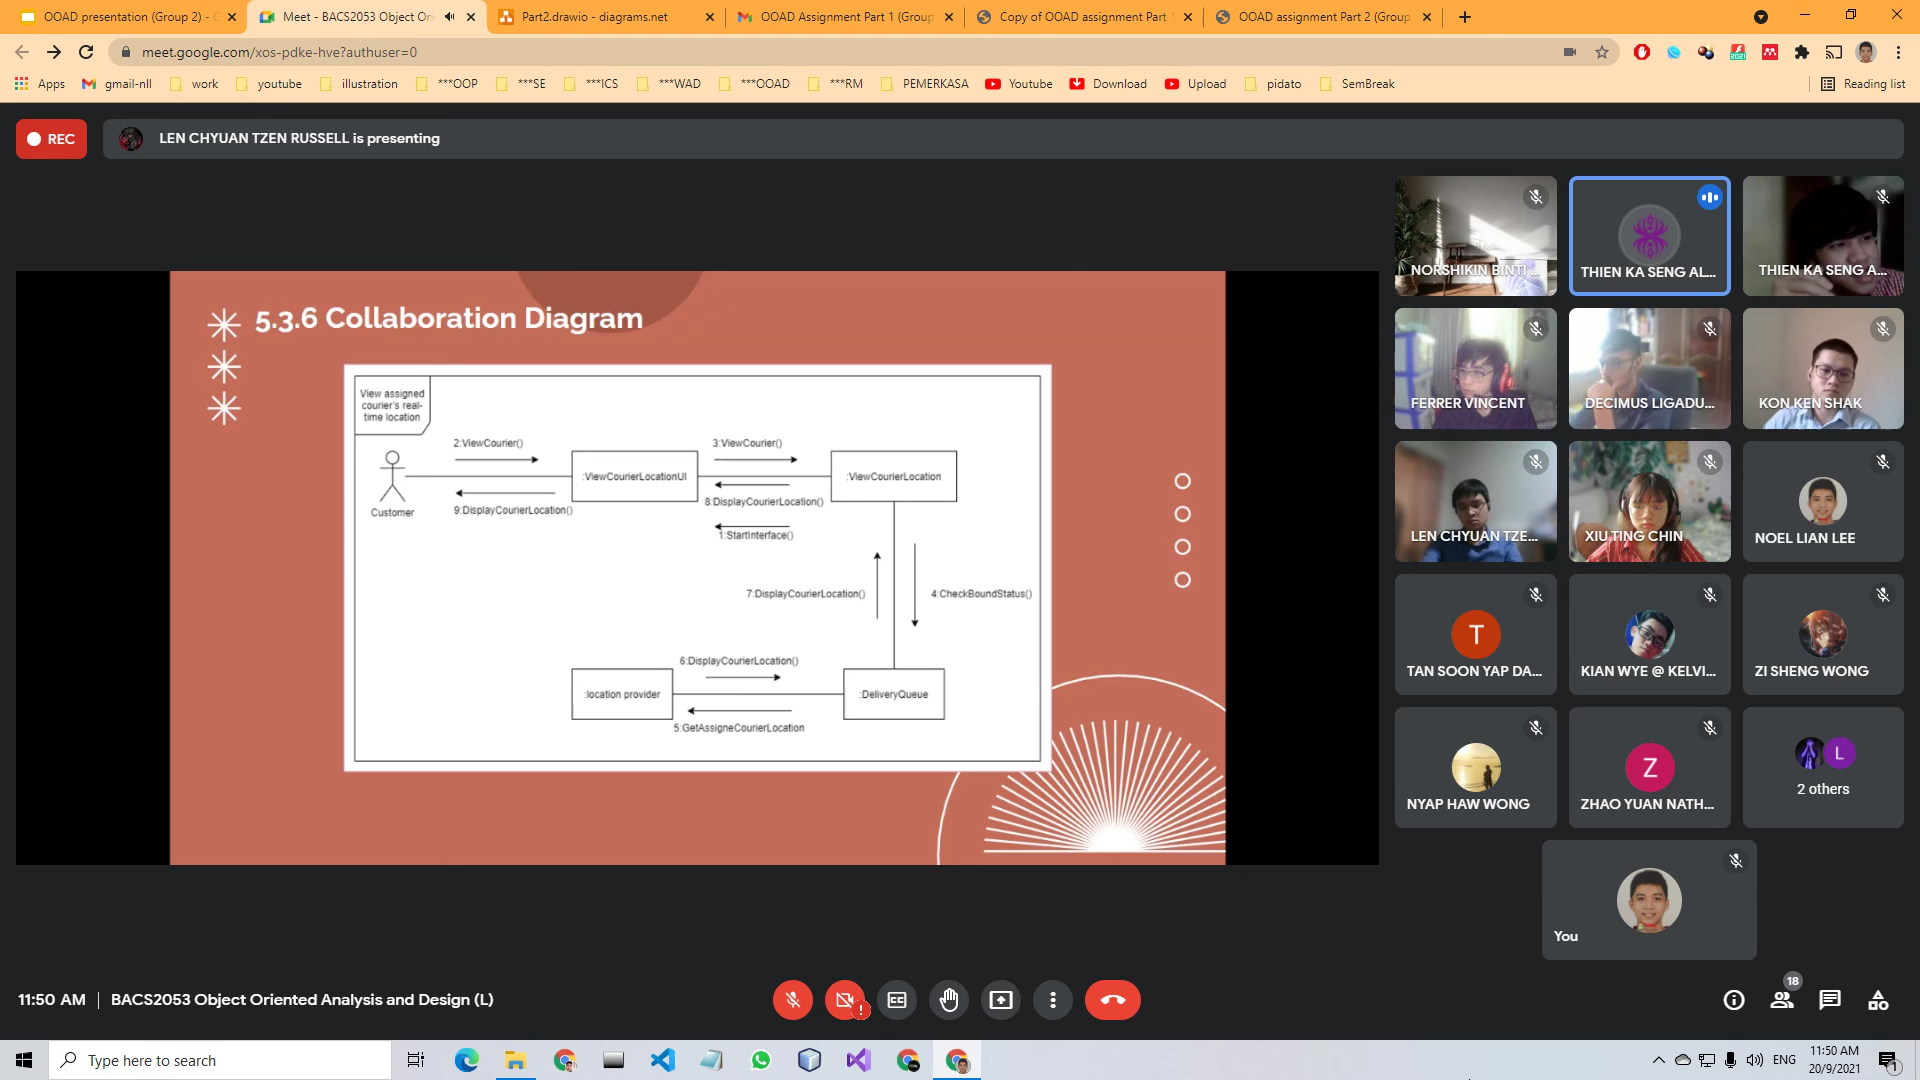 OOAD presentation (Group 2) - G
Meet - BACS2053 Object Ori
Part2.drawio - diagrams.net
OOAD Assignment Part 1 (Group
Copy of OOAD assignment Part 1
OOAD assignment Part 2 (Group
meet.google.com/xos-pdke-hve?authuser=0
Apps
gmail-nll
work
youtube
illustration
***OOP
***SE
***ICS
***WAD
***OOAD
***RM
PEMERKASA
Youtube
Download
Upload
pidato
SemBreak
Reading list
REC
LEN CHYUAN TZEN RUSSELL is presenting
5.3.6 Collaboration Diagram
View assigned
courier's real-
time location
2:ViewCourier()
3:ViewCourier()
:ViewCourierLocationUI
:ViewCourierLocation
Customer
9:DisplayCourierLocation()
8:DisplayCourierLocation()
1:StartInterface()
7:DisplayCourierLocation()
4:CheckBoundStatus()
6:DisplayCourierLocation()
:location provider
:DeliveryQueue
5:GetAssigneCourierLocation
NORSHIKIN BINTI ...
THIEN KA SENG AL...
THIEN KA SENG A...
FERRER VINCENT
DECIMUS LIGADU...
KON KEN SHAK
LEN CHYUAN TZE...
XIU TING CHIN
NOEL LIAN LEE
T
TAN SOON YAP DA...
KIAN WYE @ KELVI...
ZI SHENG WONG
NYAP HAW WONG
Z
ZHAO YUAN NATH...
L
2 others
You
11:50 AM
BACS2053 Object Oriented Analysis and Design (L)
18
Type here to search
ENG
11:50 AM
20/9/2021
1